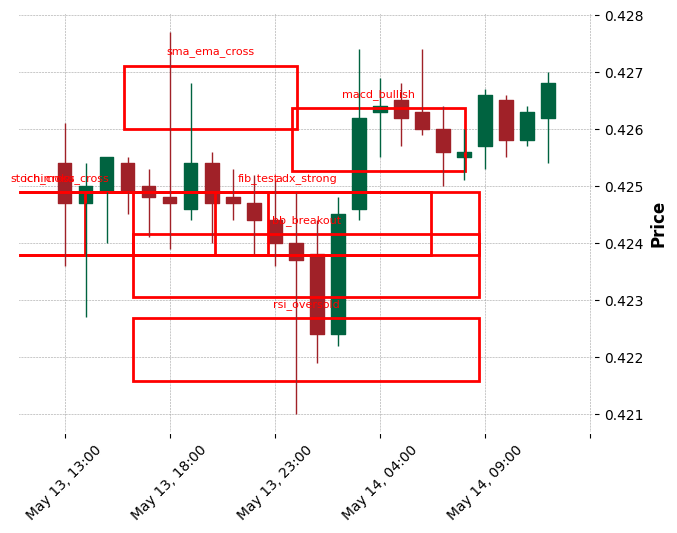 0.428
sma_ema_cross
0.427
macd_bullish
0.426
fib_test
adx_strong
0.425
bb_breakout
0.424
0.423
0.422
0.421
Price
May 13, 13:00
May 13, 18:00
May 13, 23:00
May 14, 04:00
May 14, 09:00